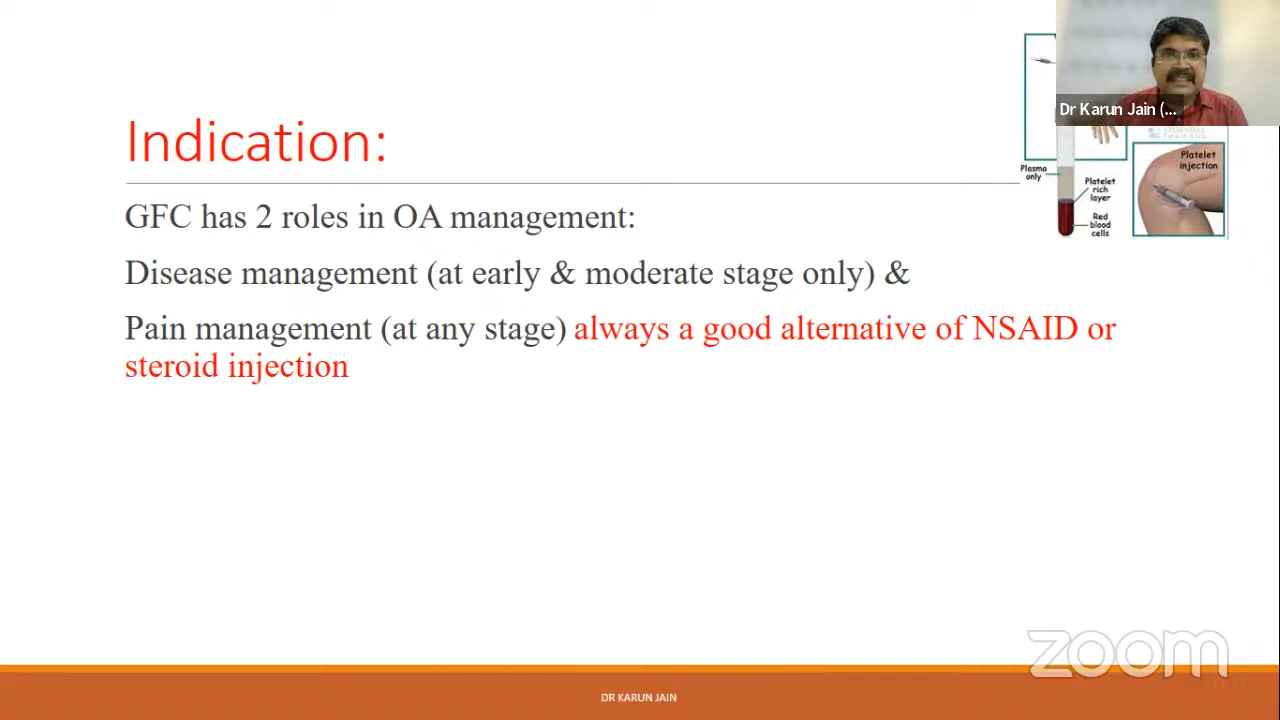 Dr Karun Jain (...
Indication:
Plasma
only
Platelet
rich
layer
Red
blood
cells
Platelet
injection
GFC has 2 roles in OA management:
Disease management (at early & moderate stage only) &
Pain management (at any stage) always a good alternative of NSAID or
steroid injection
zoom
DR KARUN JAIN